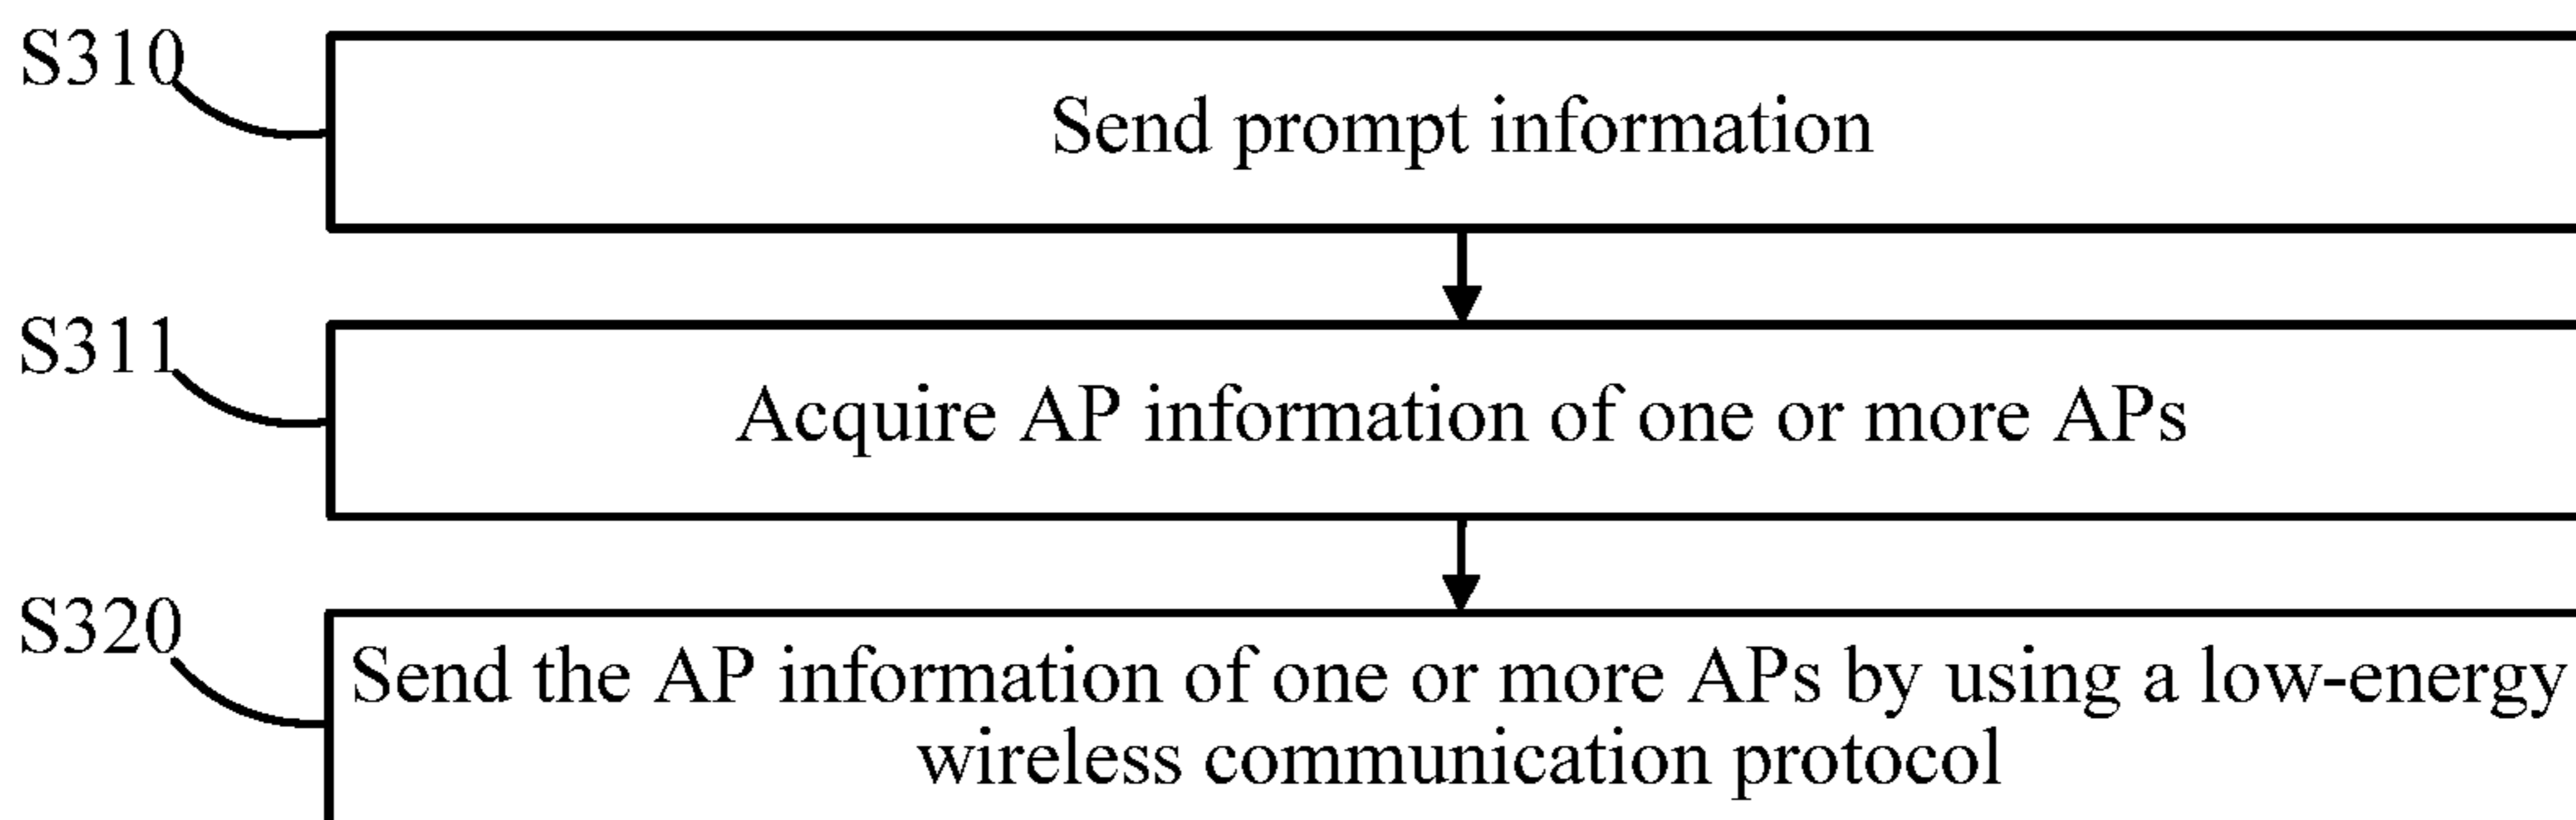 S310
Send prompt information
S311
Acquire AP information of one or more APs
S320
Send the AP information of one or more APs by using a low-energy
wireless communication protocol